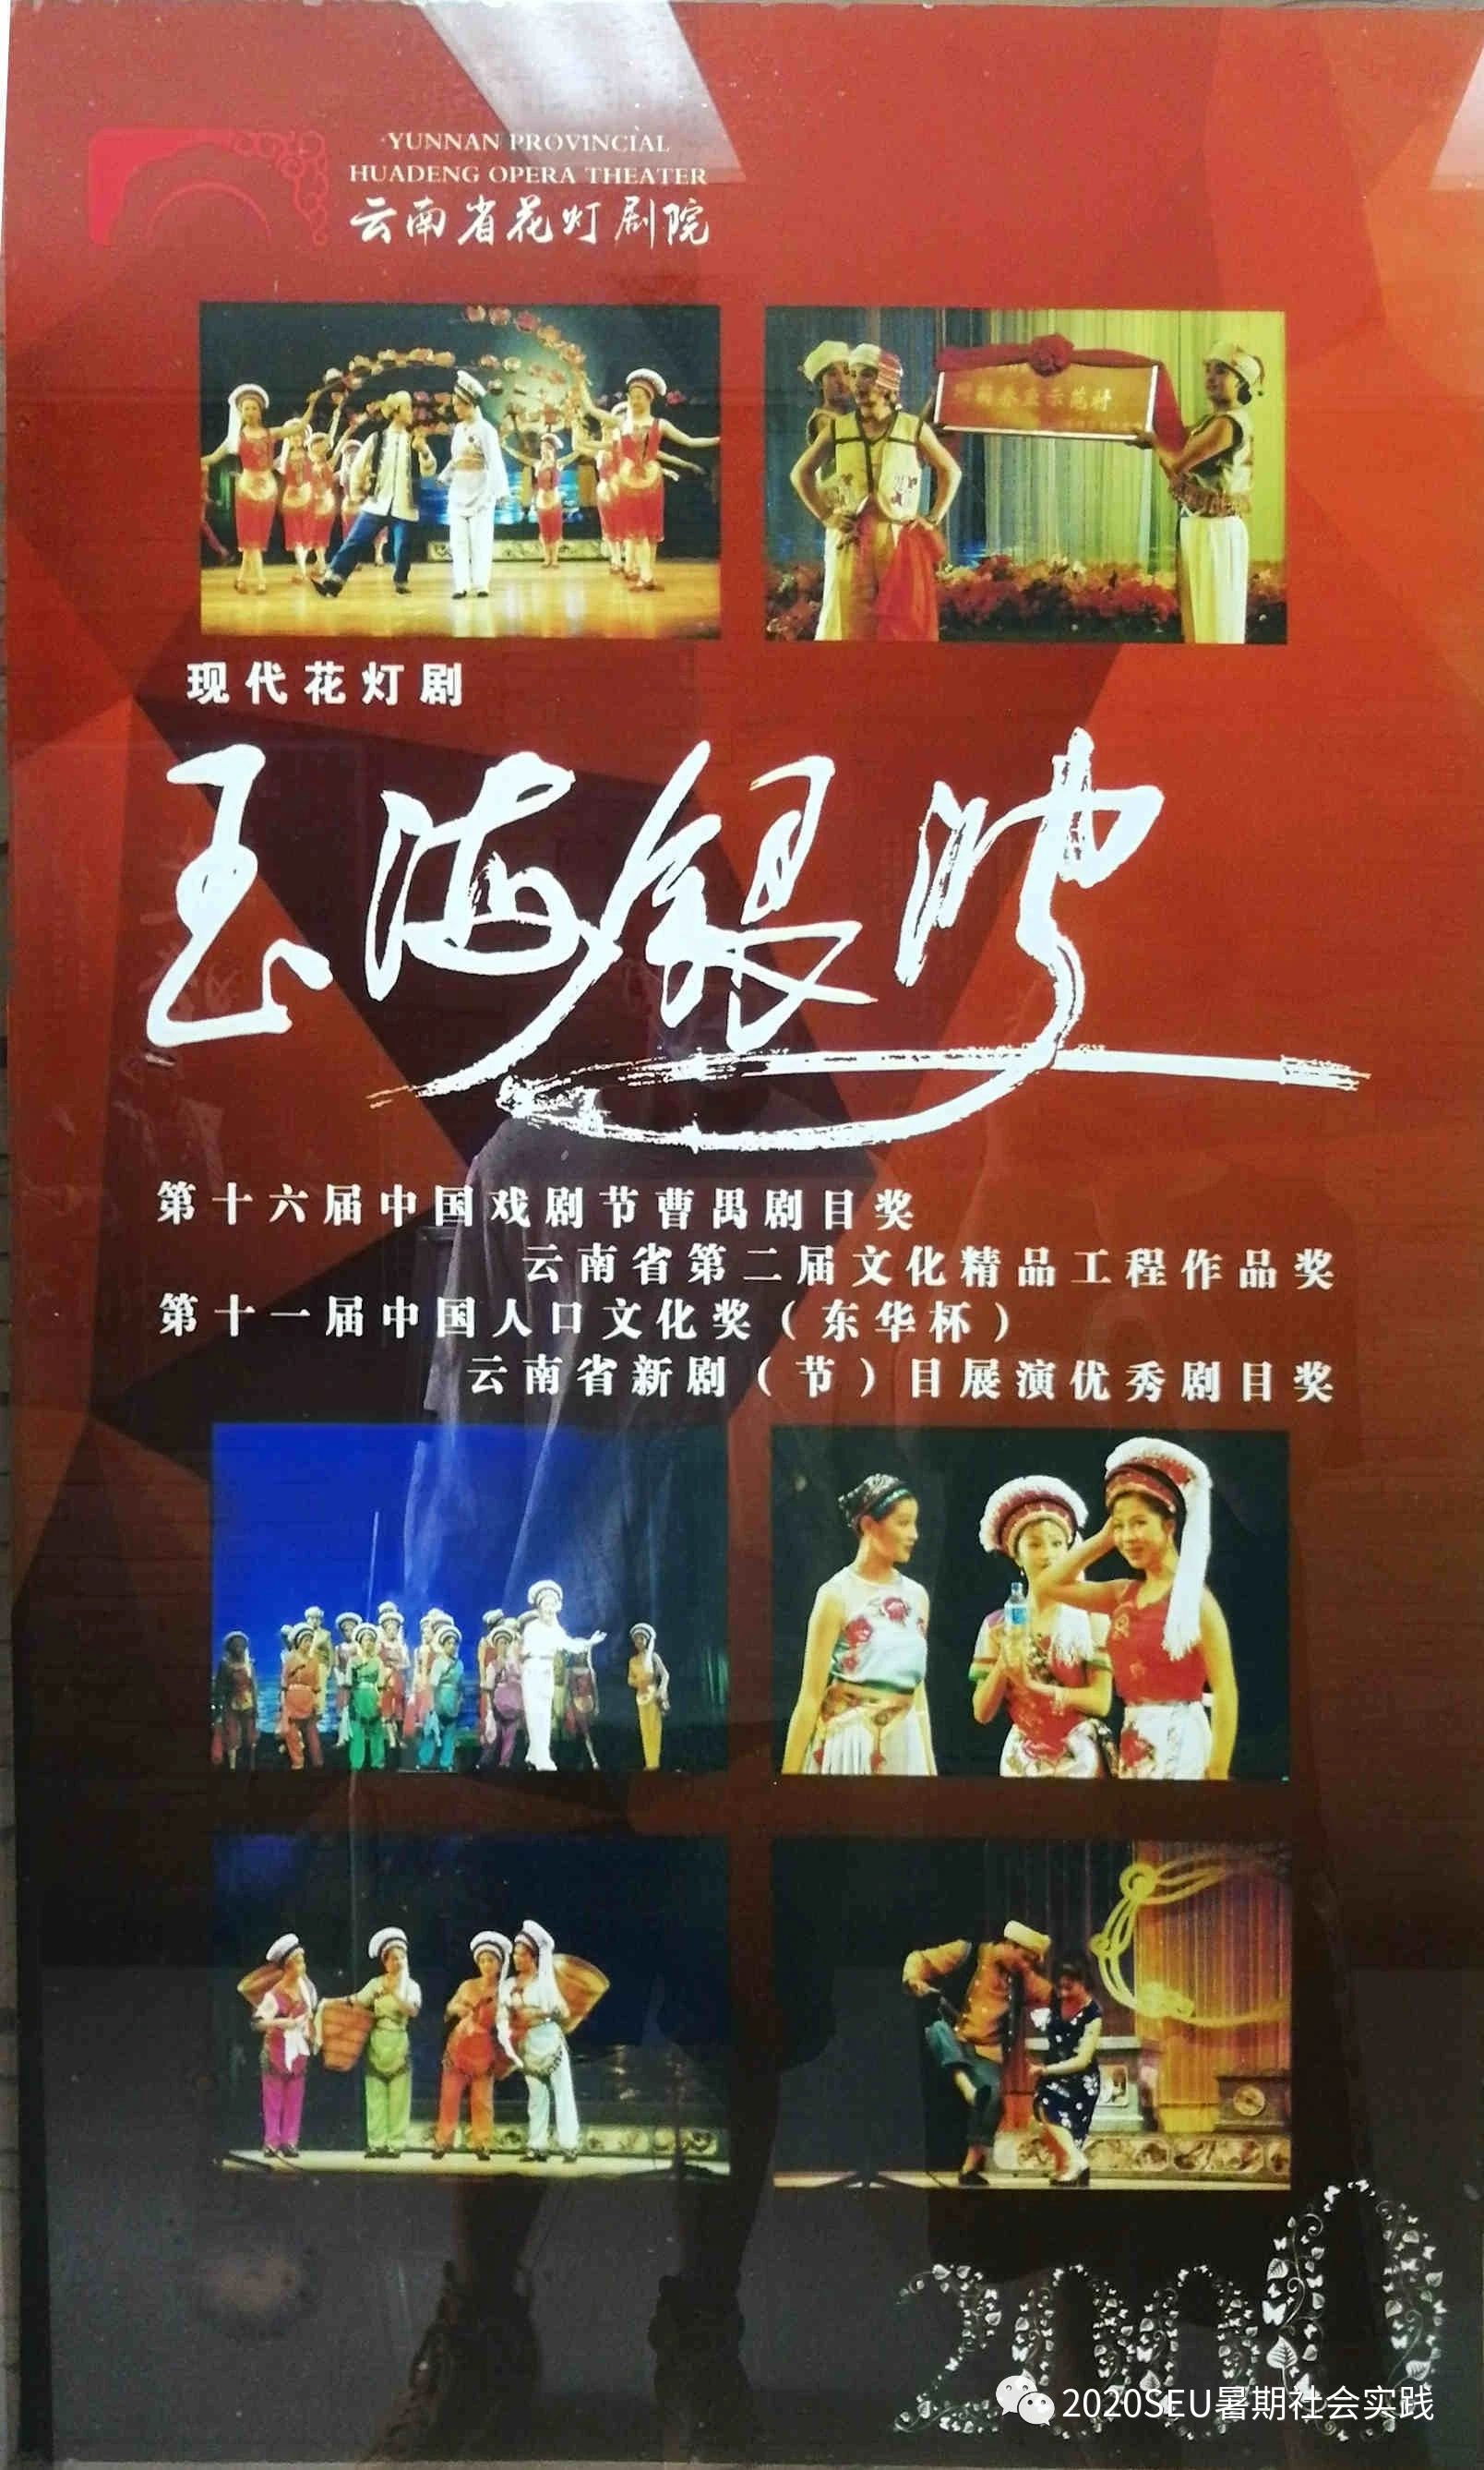 YUNNAN PROVINCIAL
HUADENG OPERA THEATER
云南省花灯剧院
现代花灯剧
玉海银波
第十六届中国戏剧节曹禺剧目奖
云南省第二届文化精品工程作品奖
第十一届中国人口文化奖（东华杯）
云南省新剧（节）目展演优秀剧目奖
2000
2020SEU暑期社会实践